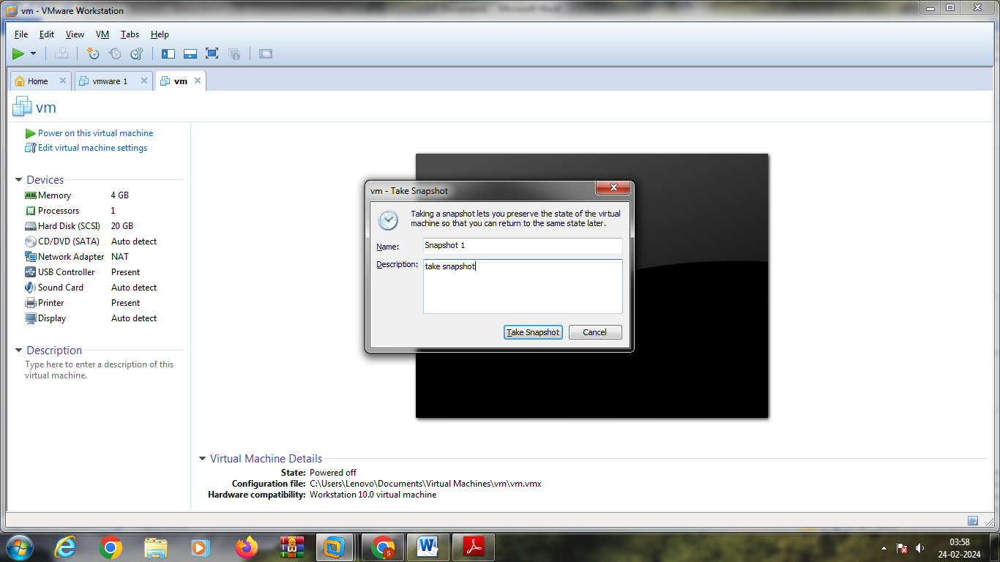 vm - VMware Workstation
File Edit View VM Tabs Help
Home vmware 1 vm
vm
Power on this virtual machine
Edit virtual machine settings
Devices
Memory 4 GB
Processors 1
Hard Disk (SCSI) 20 GB
CD/DVD (SATA) Auto detect
Network Adapter NAT
USB Controller Present
Sound Card Auto detect
Printer Present
Display Auto detect
Description
Type here to enter a description of this
virtual machine.
vm - Take Snapshot
Taking a snapshot lets you preserve the state of the virtual
machine so that you can return to the same state later.
Name: Snapshot 1
Description: take snapshot
Take Snapshot Cancel
Virtual Machine Details
State: Powered off
Configuration file: C:\Users\Lenovo\Documents\Virtual Machines\vm\vm.vmx
Hardware compatibility: Workstation 10.0 virtual machine
03:58
24-02-2024